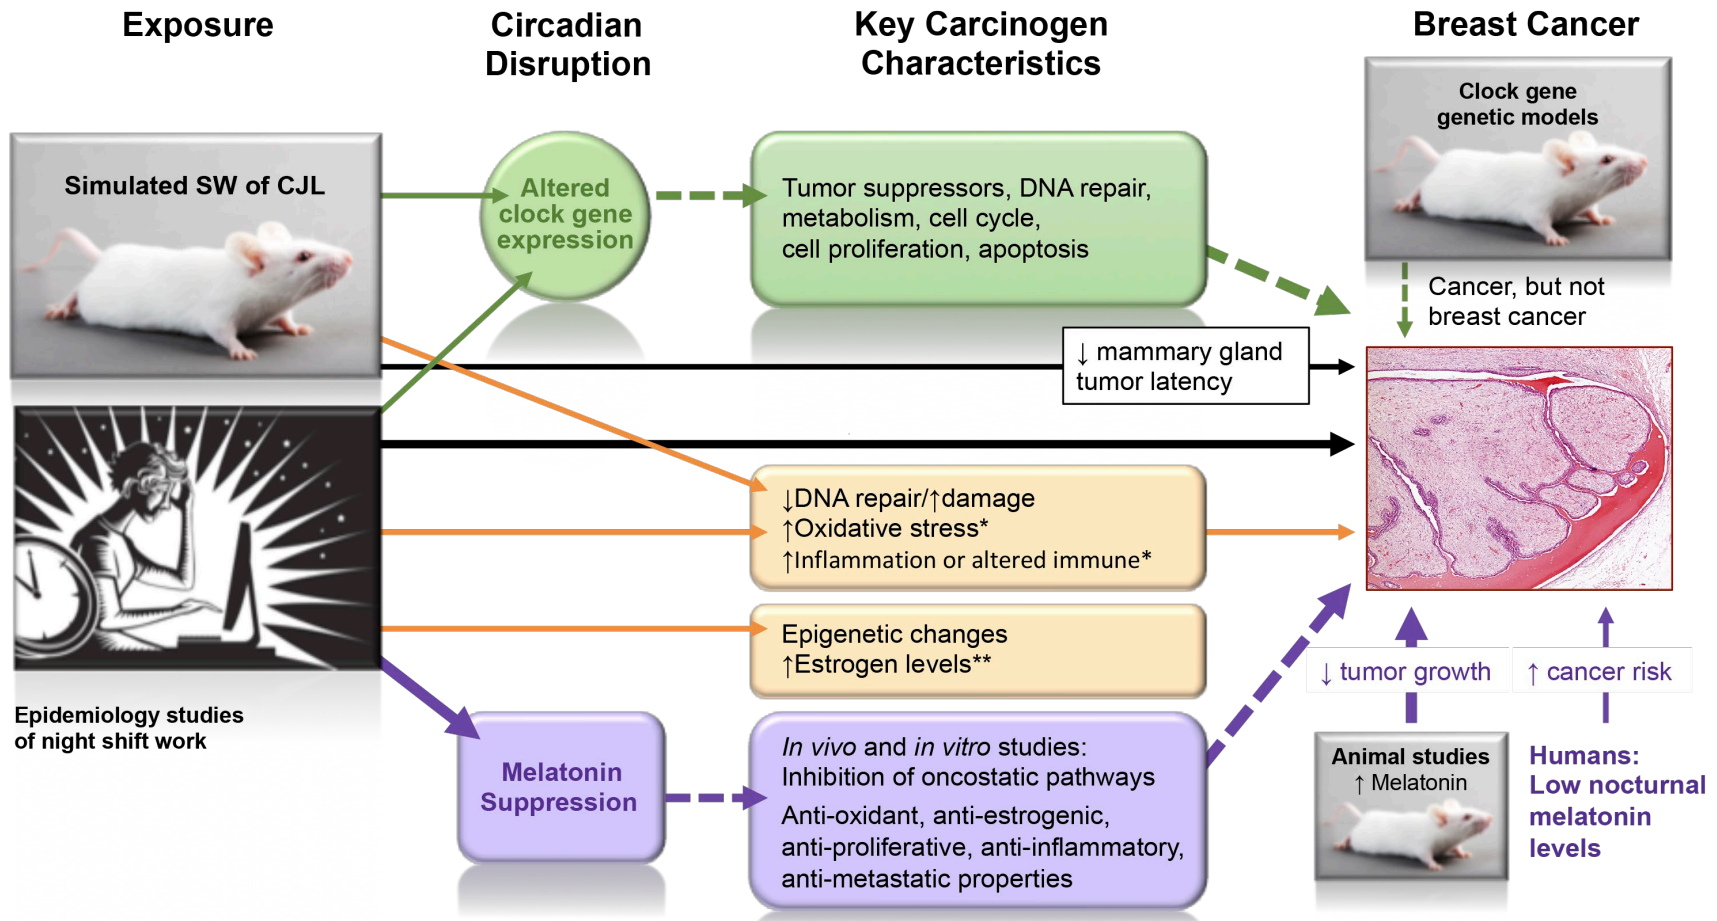 Exposure
Circadian
Disruption
Key Carcinogen
Characteristics
Breast Cancer
Simulated SW of CJL
Altered
clock gene
expression
Tumor suppressors, DNA repair,
metabolism, cell cycle,
cell proliferation, apoptosis
Clock gene
genetic models
Cancer, but not
breast cancer
↓ mammary gland
tumor latency
↓DNA repair/↑damage
↑Oxidative stress*
↑Inflammation or altered immune*
Epigenetic changes
↑Estrogen levels**
Epidemiology studies
of night shift work
Melatonin
Suppression
In vivo and in vitro studies:
Inhibition of oncostatic pathways
Anti-oxidant, anti-estrogenic,
anti-proliferative, anti-inflammatory,
anti-metastatic properties
↓ tumor growth
↑ cancer risk
Animal studies
↑ Melatonin
Humans:
Low nocturnal
melatonin
levels